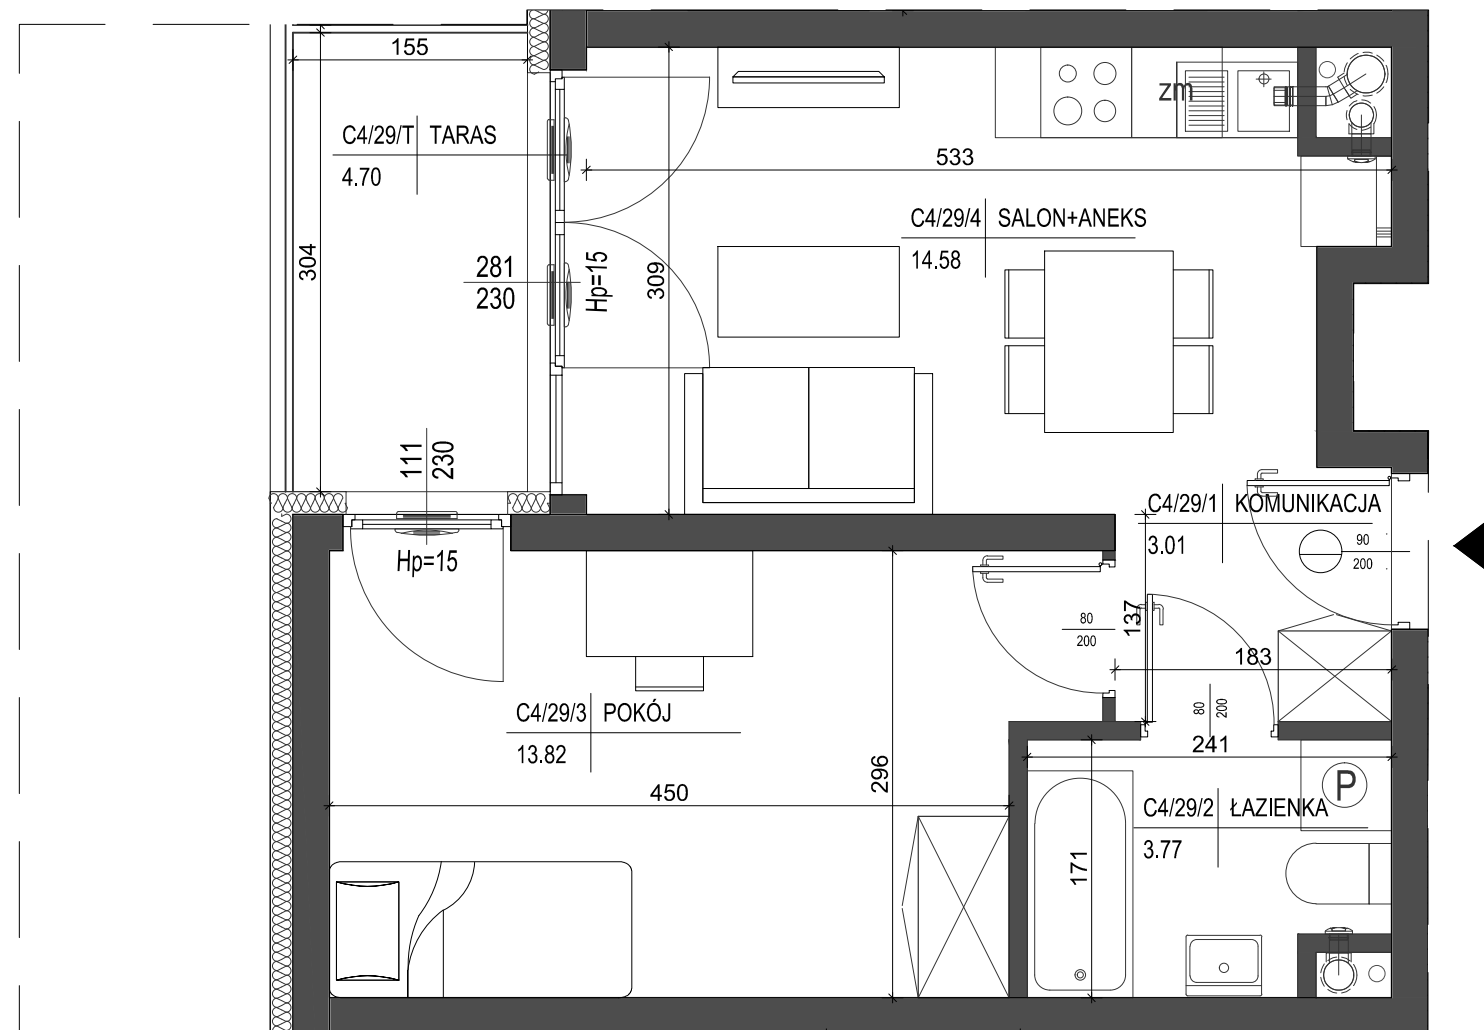 155
C4/29/T TARAS
4.70
zm
533
C4/29/4 SALON+ANEKS
14.58
304
281
230
Hp=15
309
111
230
Hp=15
C4/29/1 KOMUNIKACJA
3.01
90
200
80
200
137
183
80
200
C4/29/3 POKÓJ
13.82
241
296
450
P
C4/29/2 ŁAZIENKA
3.77
171